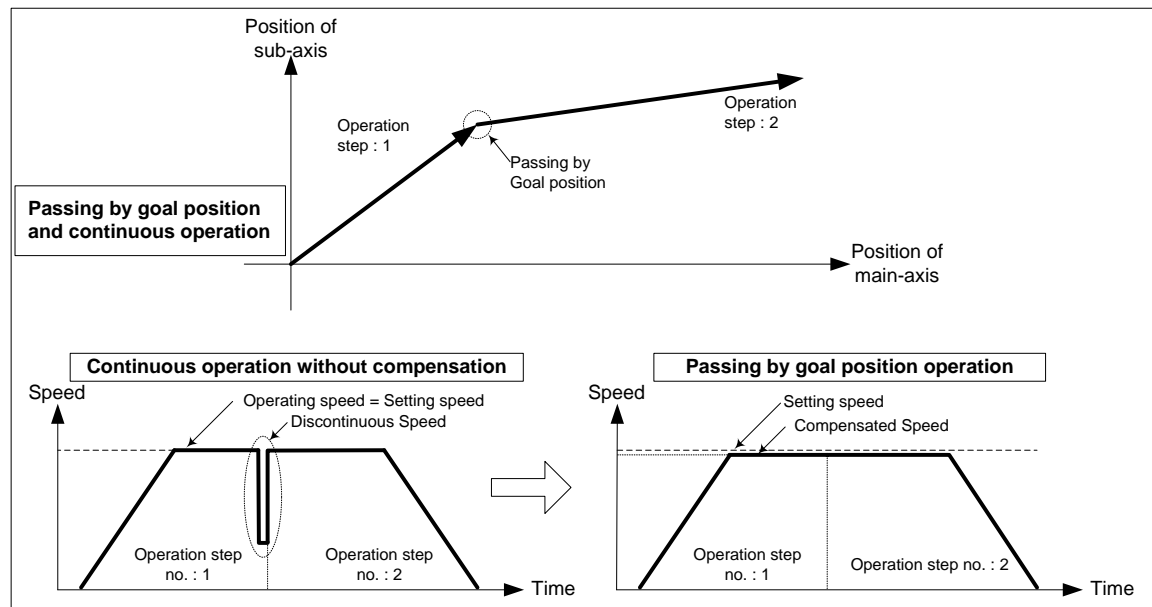 Position of
sub-axis
Operation
step : 1
Operation
step : 2
Passing by
Goal position
Passing by goal position
and continuous operation
Position of
main-axis
Continuous operation without compensation
Speed
Operating speed = Setting speed
Discontinuous Speed
Operation step
no. : 1
Operation step
no. : 2
Time
Passing by goal position operation
Speed
Setting speed
Compensated Speed
Operation step
no. : 1
Operation step no. : 2
Time